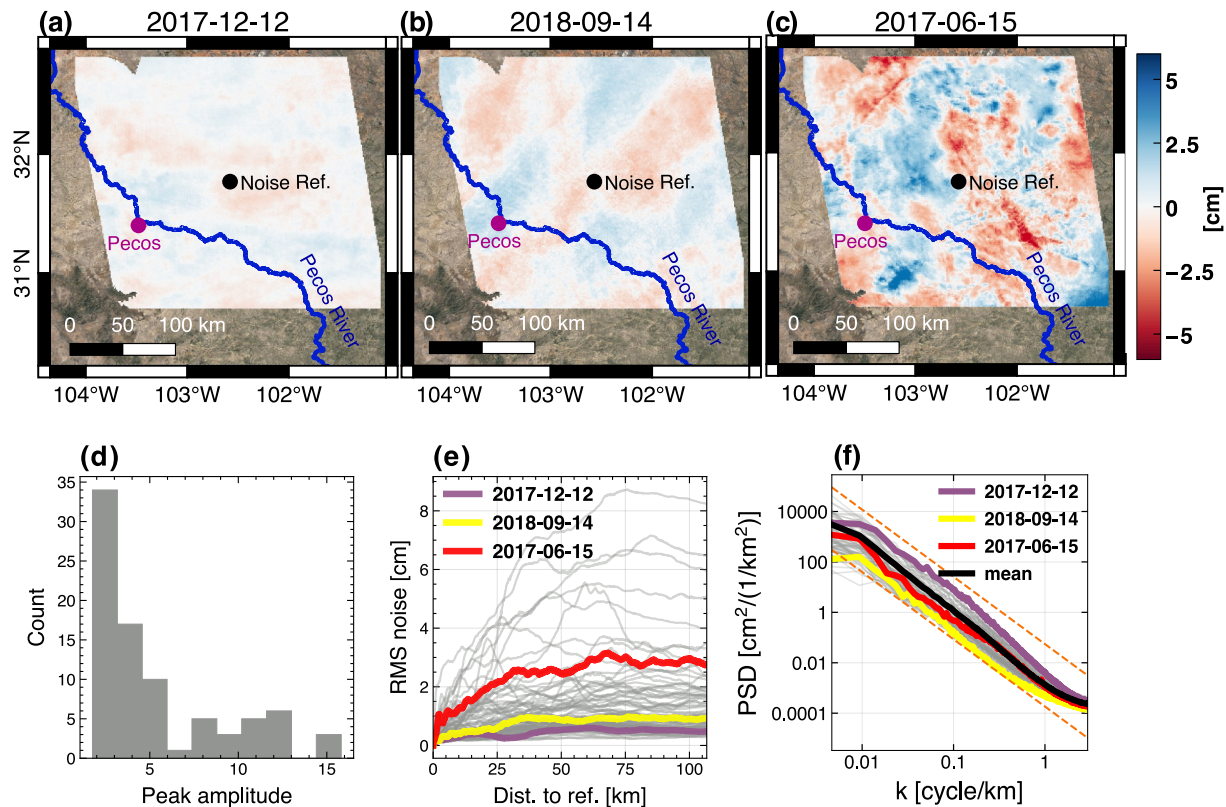 (a) 2017-12-12
(b) 2018-09-14
(c) 2017-06-15
32°N
31°N
Noise Ref.
Pecos
Pecos River
0 50 100 km
104°W 103°W 102°W
Noise Ref.
Pecos
Pecos River
0 50 100 km
104°W 103°W 102°W
Noise Ref.
Pecos
Pecos River
0 50 100 km
104°W 103°W 102°W
5
2.5
0
−2.5
−5
[cm]
(d)
Count
35
30
25
20
15
10
5
0
5 10 15
Peak amplitude
(e)
2017-12-12
2018-09-14
2017-06-15
RMS noise [cm]
8
6
4
2
0
0 25 50 75 100
Dist. to ref. [km]
(f)
2017-12-12
2018-09-14
2017-06-15
mean
PSD [cm²/(1/km²)]
10000
100
1
0.01
0.0001
0.01 0.1 1
k [cycle/km]